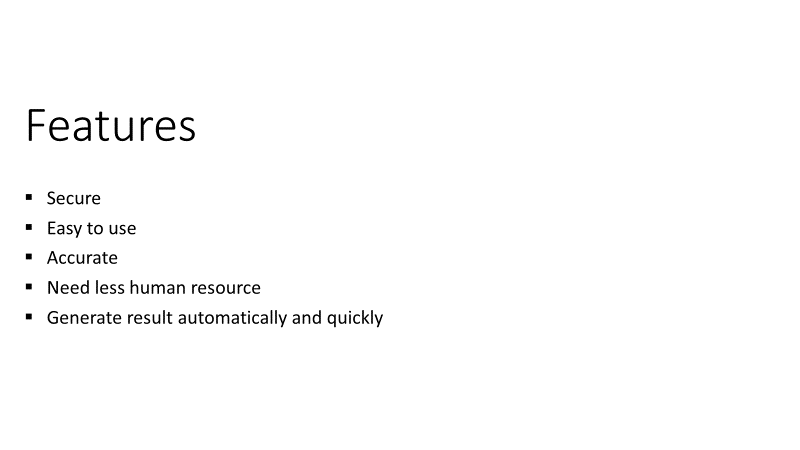 Features
▪ Secure
▪ Easy to use
▪ Accurate
▪ Need less human resource
▪ Generate result automatically and quickly